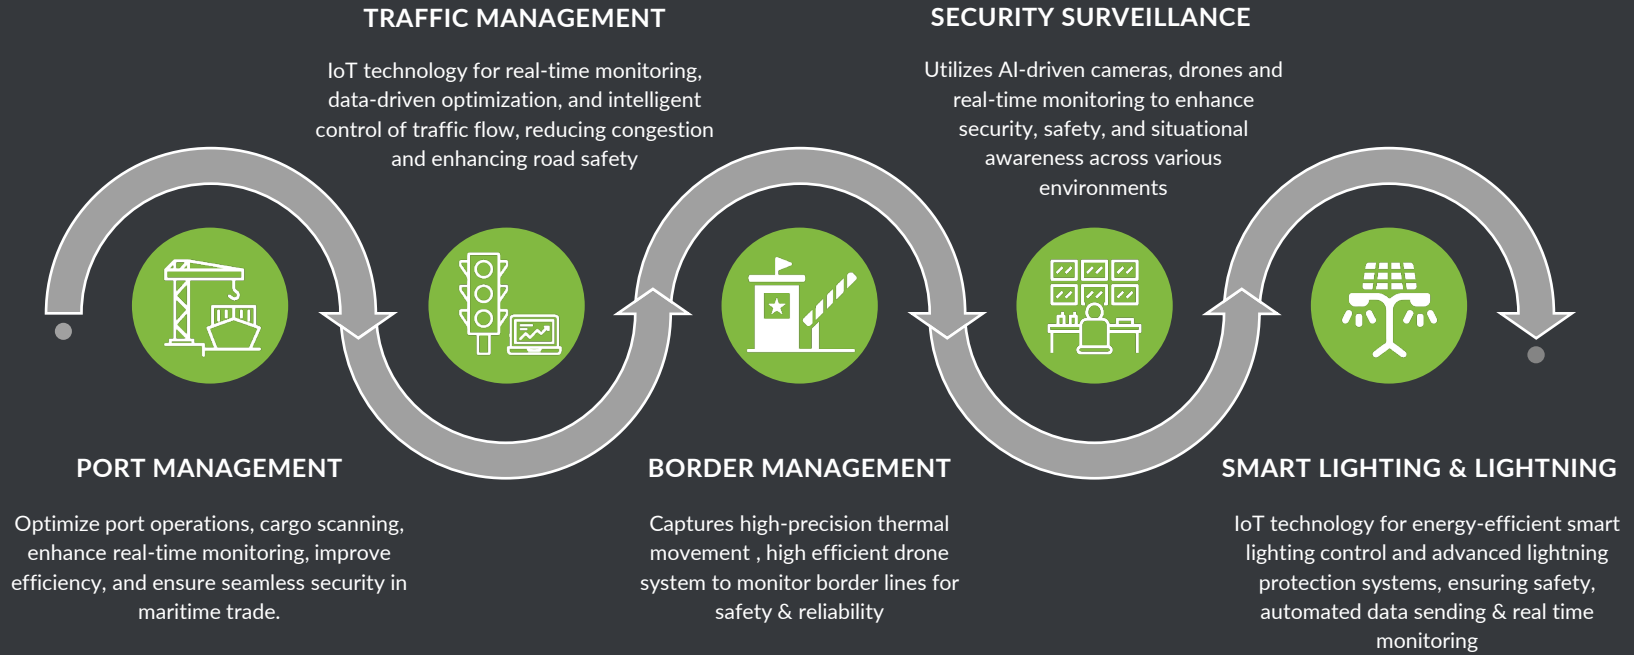 TRAFFIC MANAGEMENT
IoT technology for real-time monitoring,
data-driven optimization, and intelligent
control of traffic flow, reducing congestion
and enhancing road safety
SECURITY SURVEILLANCE
Utilizes AI-driven cameras, drones and
real-time monitoring to enhance
security, safety, and situational
awareness across various
environments
PORT MANAGEMENT
Optimize port operations, cargo scanning,
enhance real-time monitoring, improve
efficiency, and ensure seamless security in
maritime trade.
BORDER MANAGEMENT
Captures high-precision thermal
movement , high efficient drone
system to monitor border lines for
safety & reliability
SMART LIGHTING & LIGHTNING
IoT technology for energy-efficient smart
lighting control and advanced lightning
protection systems, ensuring safety,
automated data sending & real time
monitoring